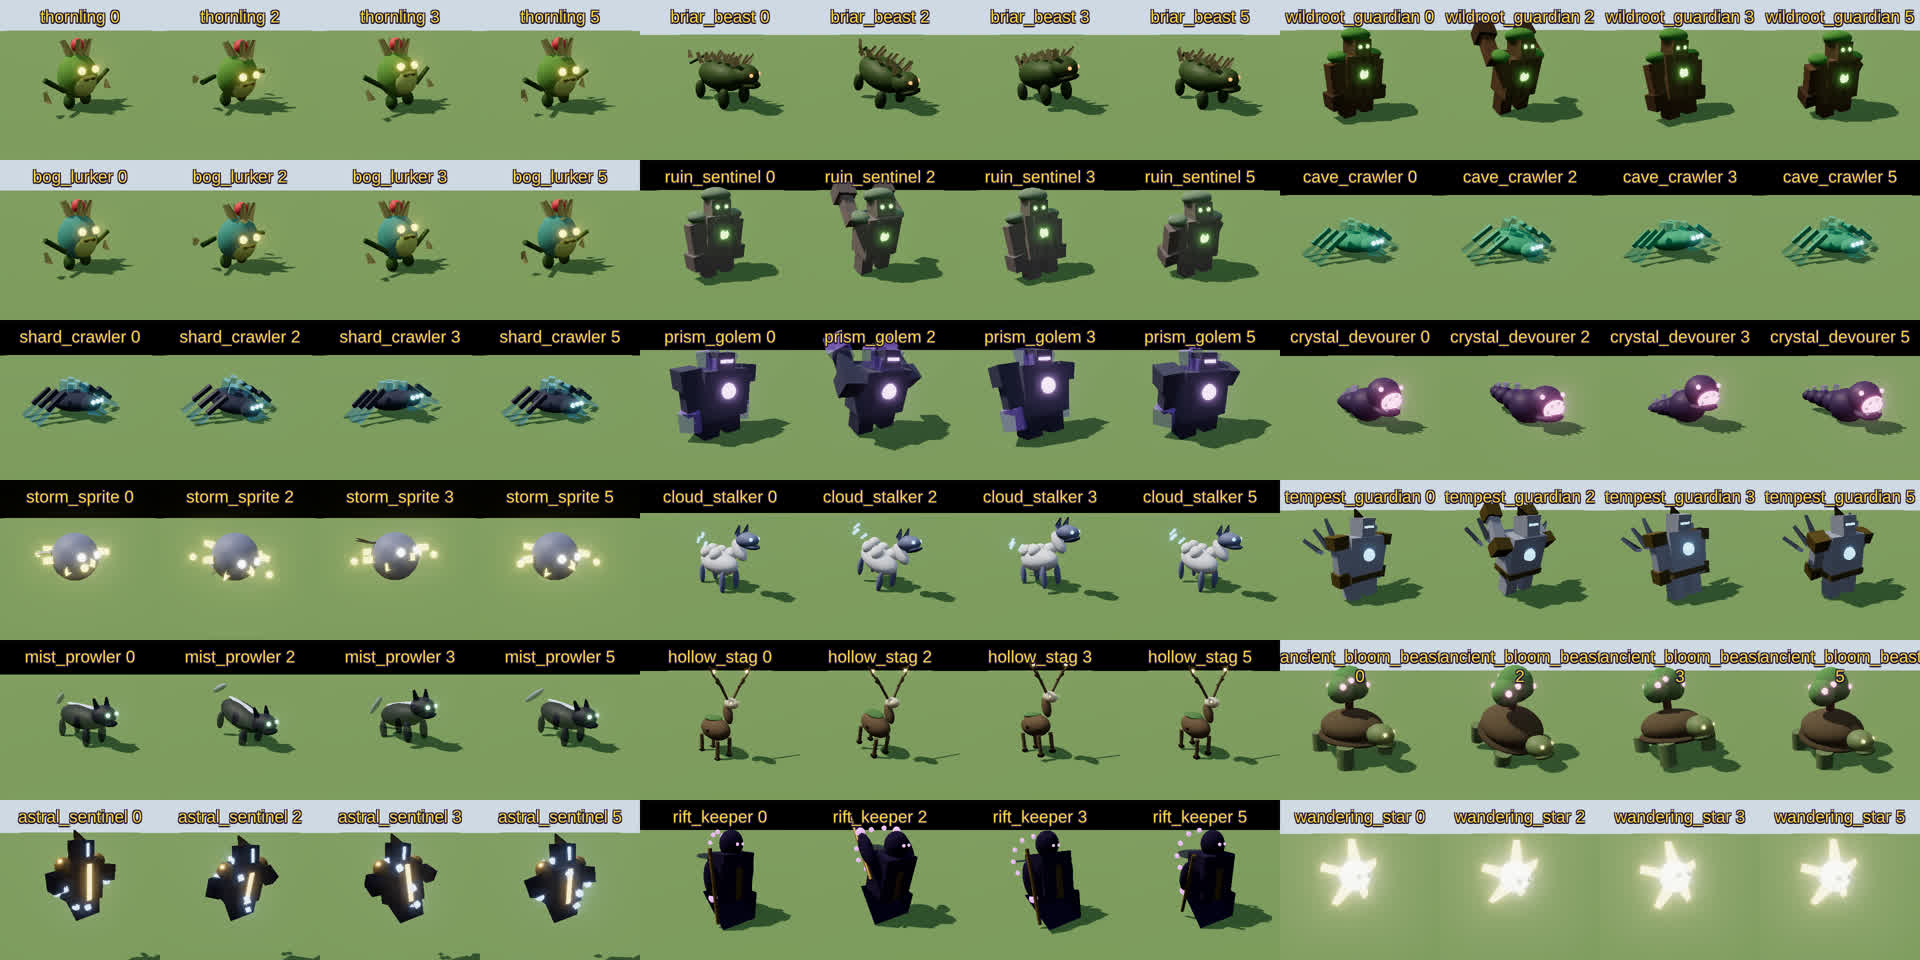 thornling 0 thornling 2 thornling 3 thornling 5 briar_beast 0 briar_beast 2 briar_beast 3 briar_beast 5 wildroot_guardian 0 wildroot_guardian 2 wildroot_guardian 3 wildroot_guardian 5
bog_lurker 0 bog_lurker 2 bog_lurker 3 bog_lurker 5 ruin_sentinel 0 ruin_sentinel 2 ruin_sentinel 3 ruin_sentinel 5 cave_crawler 0 cave_crawler 2 cave_crawler 3 cave_crawler 5
shard_crawler 0 shard_crawler 2 shard_crawler 3 shard_crawler 5 prism_golem 0 prism_golem 2 prism_golem 3 prism_golem 5 crystal_devourer 0 crystal_devourer 2 crystal_devourer 3 crystal_devourer 5
storm_sprite 0 storm_sprite 2 storm_sprite 3 storm_sprite 5 cloud_stalker 0 cloud_stalker 2 cloud_stalker 3 cloud_stalker 5 tempest_guardian 0 tempest_guardian 2 tempest_guardian 3 tempest_guardian 5
mist_prowler 0 mist_prowler 2 mist_prowler 3 mist_prowler 5 hollow_stag 0 hollow_stag 2 hollow_stag 3 hollow_stag 5 ancient_bloom_beast ancient_bloom_beast ancient_bloom_beast ancient_bloom_beast
0 2 3 5
astral_sentinel 0 astral_sentinel 2 astral_sentinel 3 astral_sentinel 5 rift_keeper 0 rift_keeper 2 rift_keeper 3 rift_keeper 5 wandering_star 0 wandering_star 2 wandering_star 3 wandering_star 5